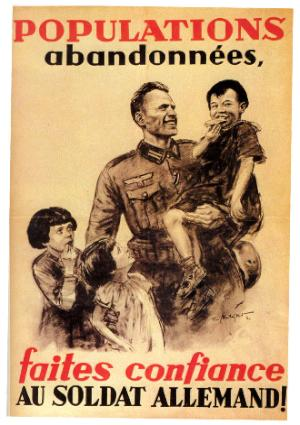 POPULATIONS
abandonnées,
faites confiance
AU SOLDAT ALLEMAND!